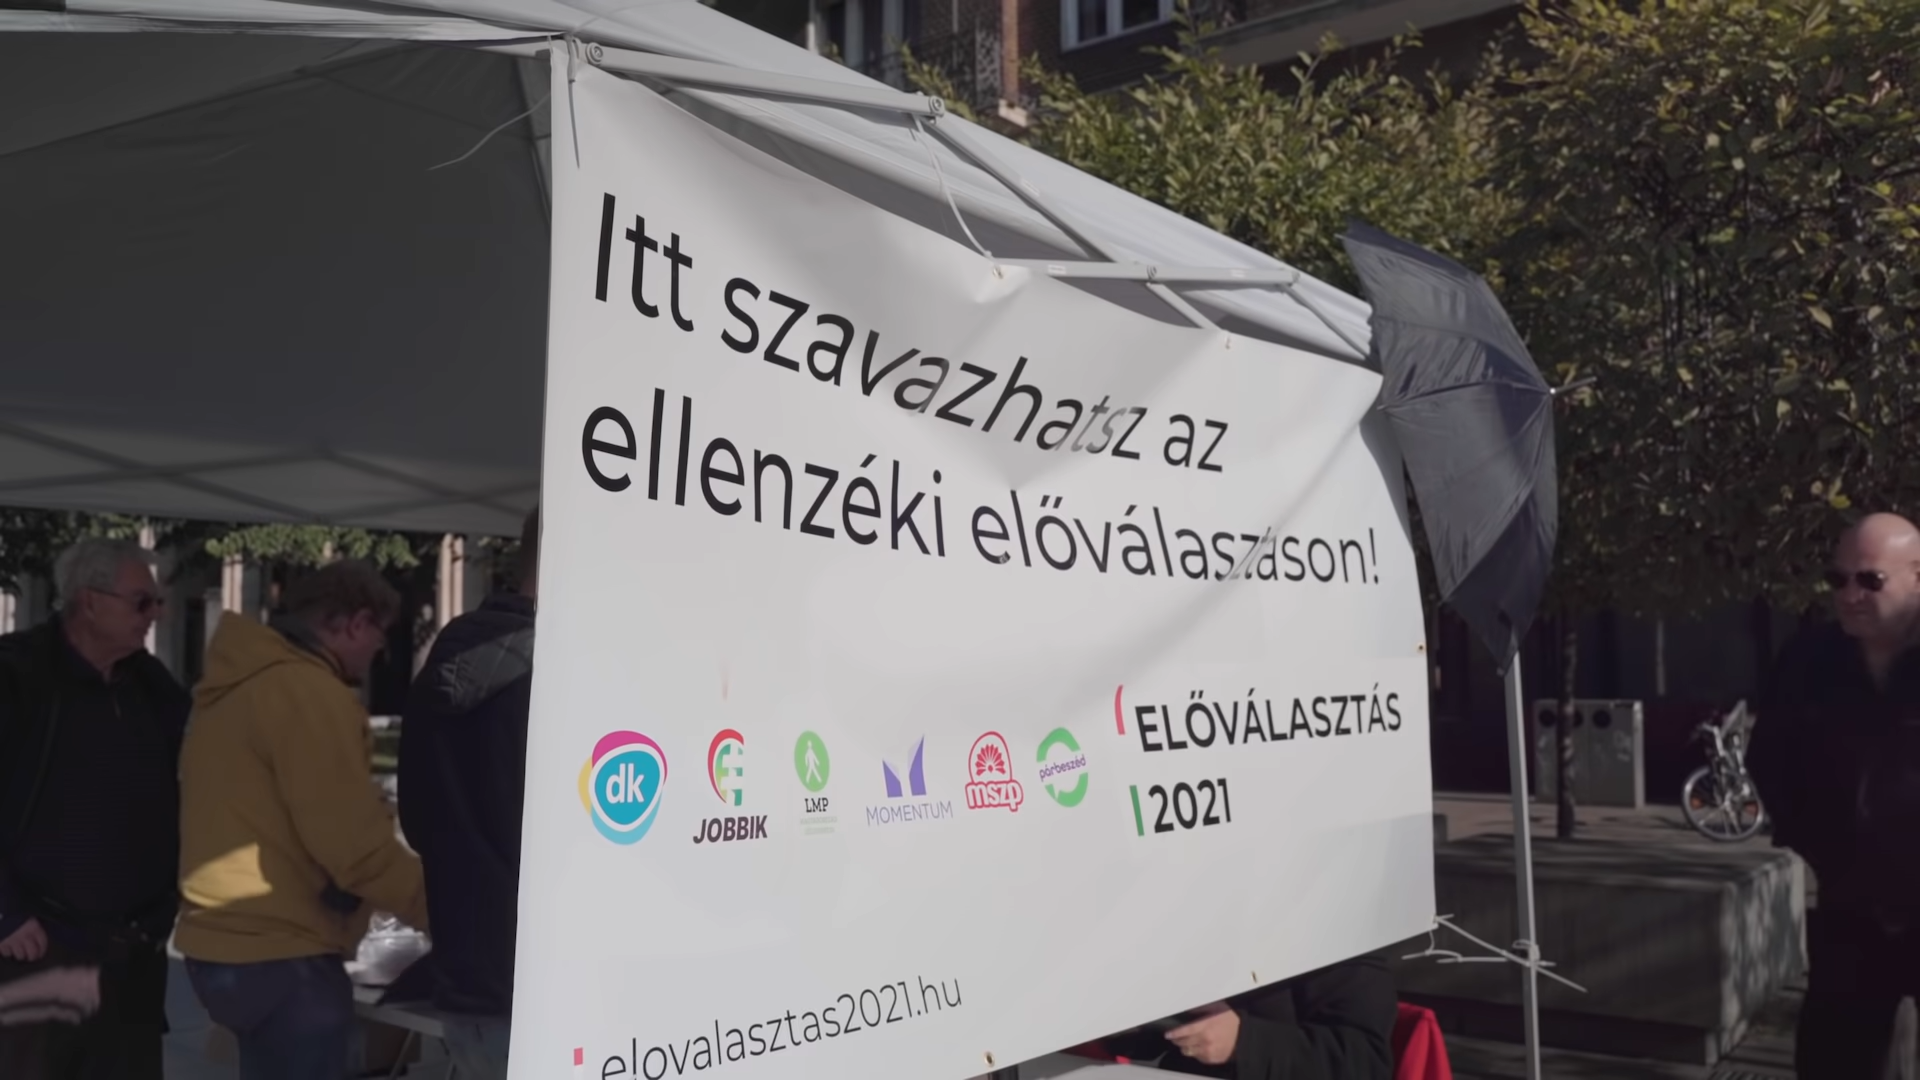 Itt szavazhatsz az
ellenzéki előválasztáson!
dk
JOBBIK
LMP
MOMENTUM
mszp
párbeszéd
ELŐVÁLASZTÁS
2021
elovalasztas2021.hu